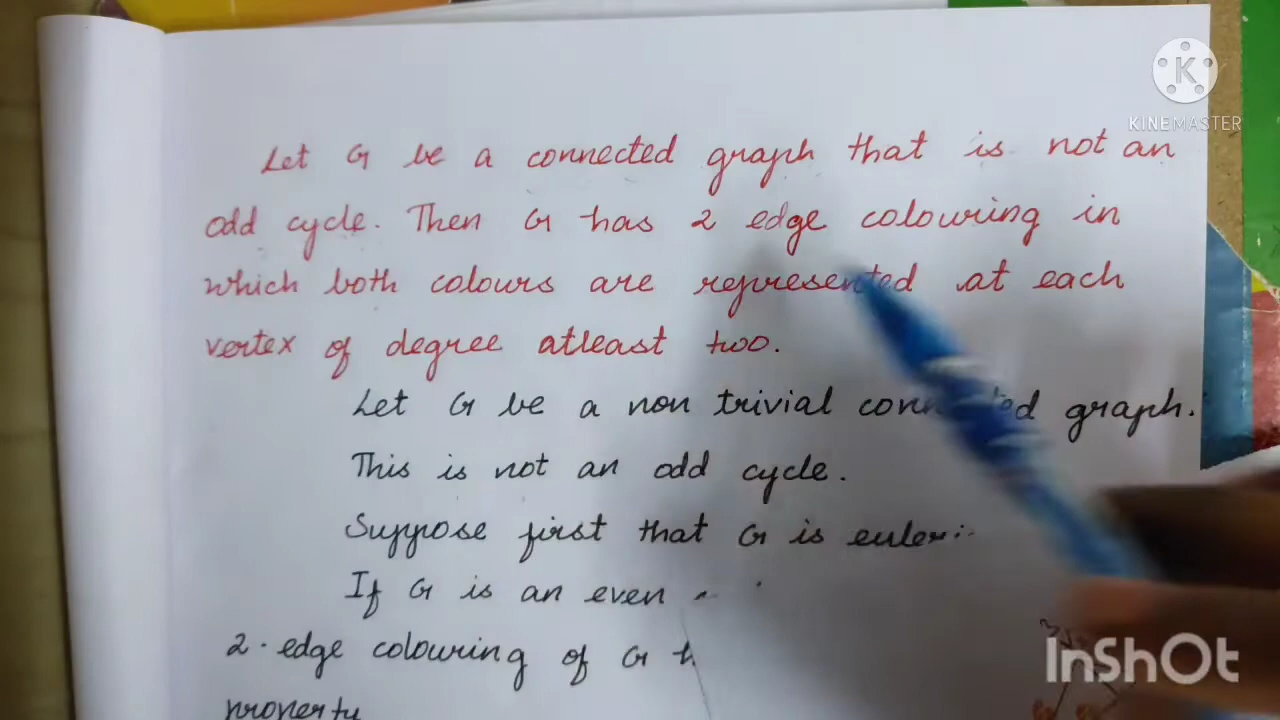 KINEMASTER
Let G be a connected graph that is not an
odd cycle. Then G has 2 edge colouring in
which both colours are represented at each
vertex of degree atleast two.
Let G be a non trivial graph.
This is not an odd cycle.
Suppose first that G is
If G is an even
2-edge colouring of G
property
InShOt